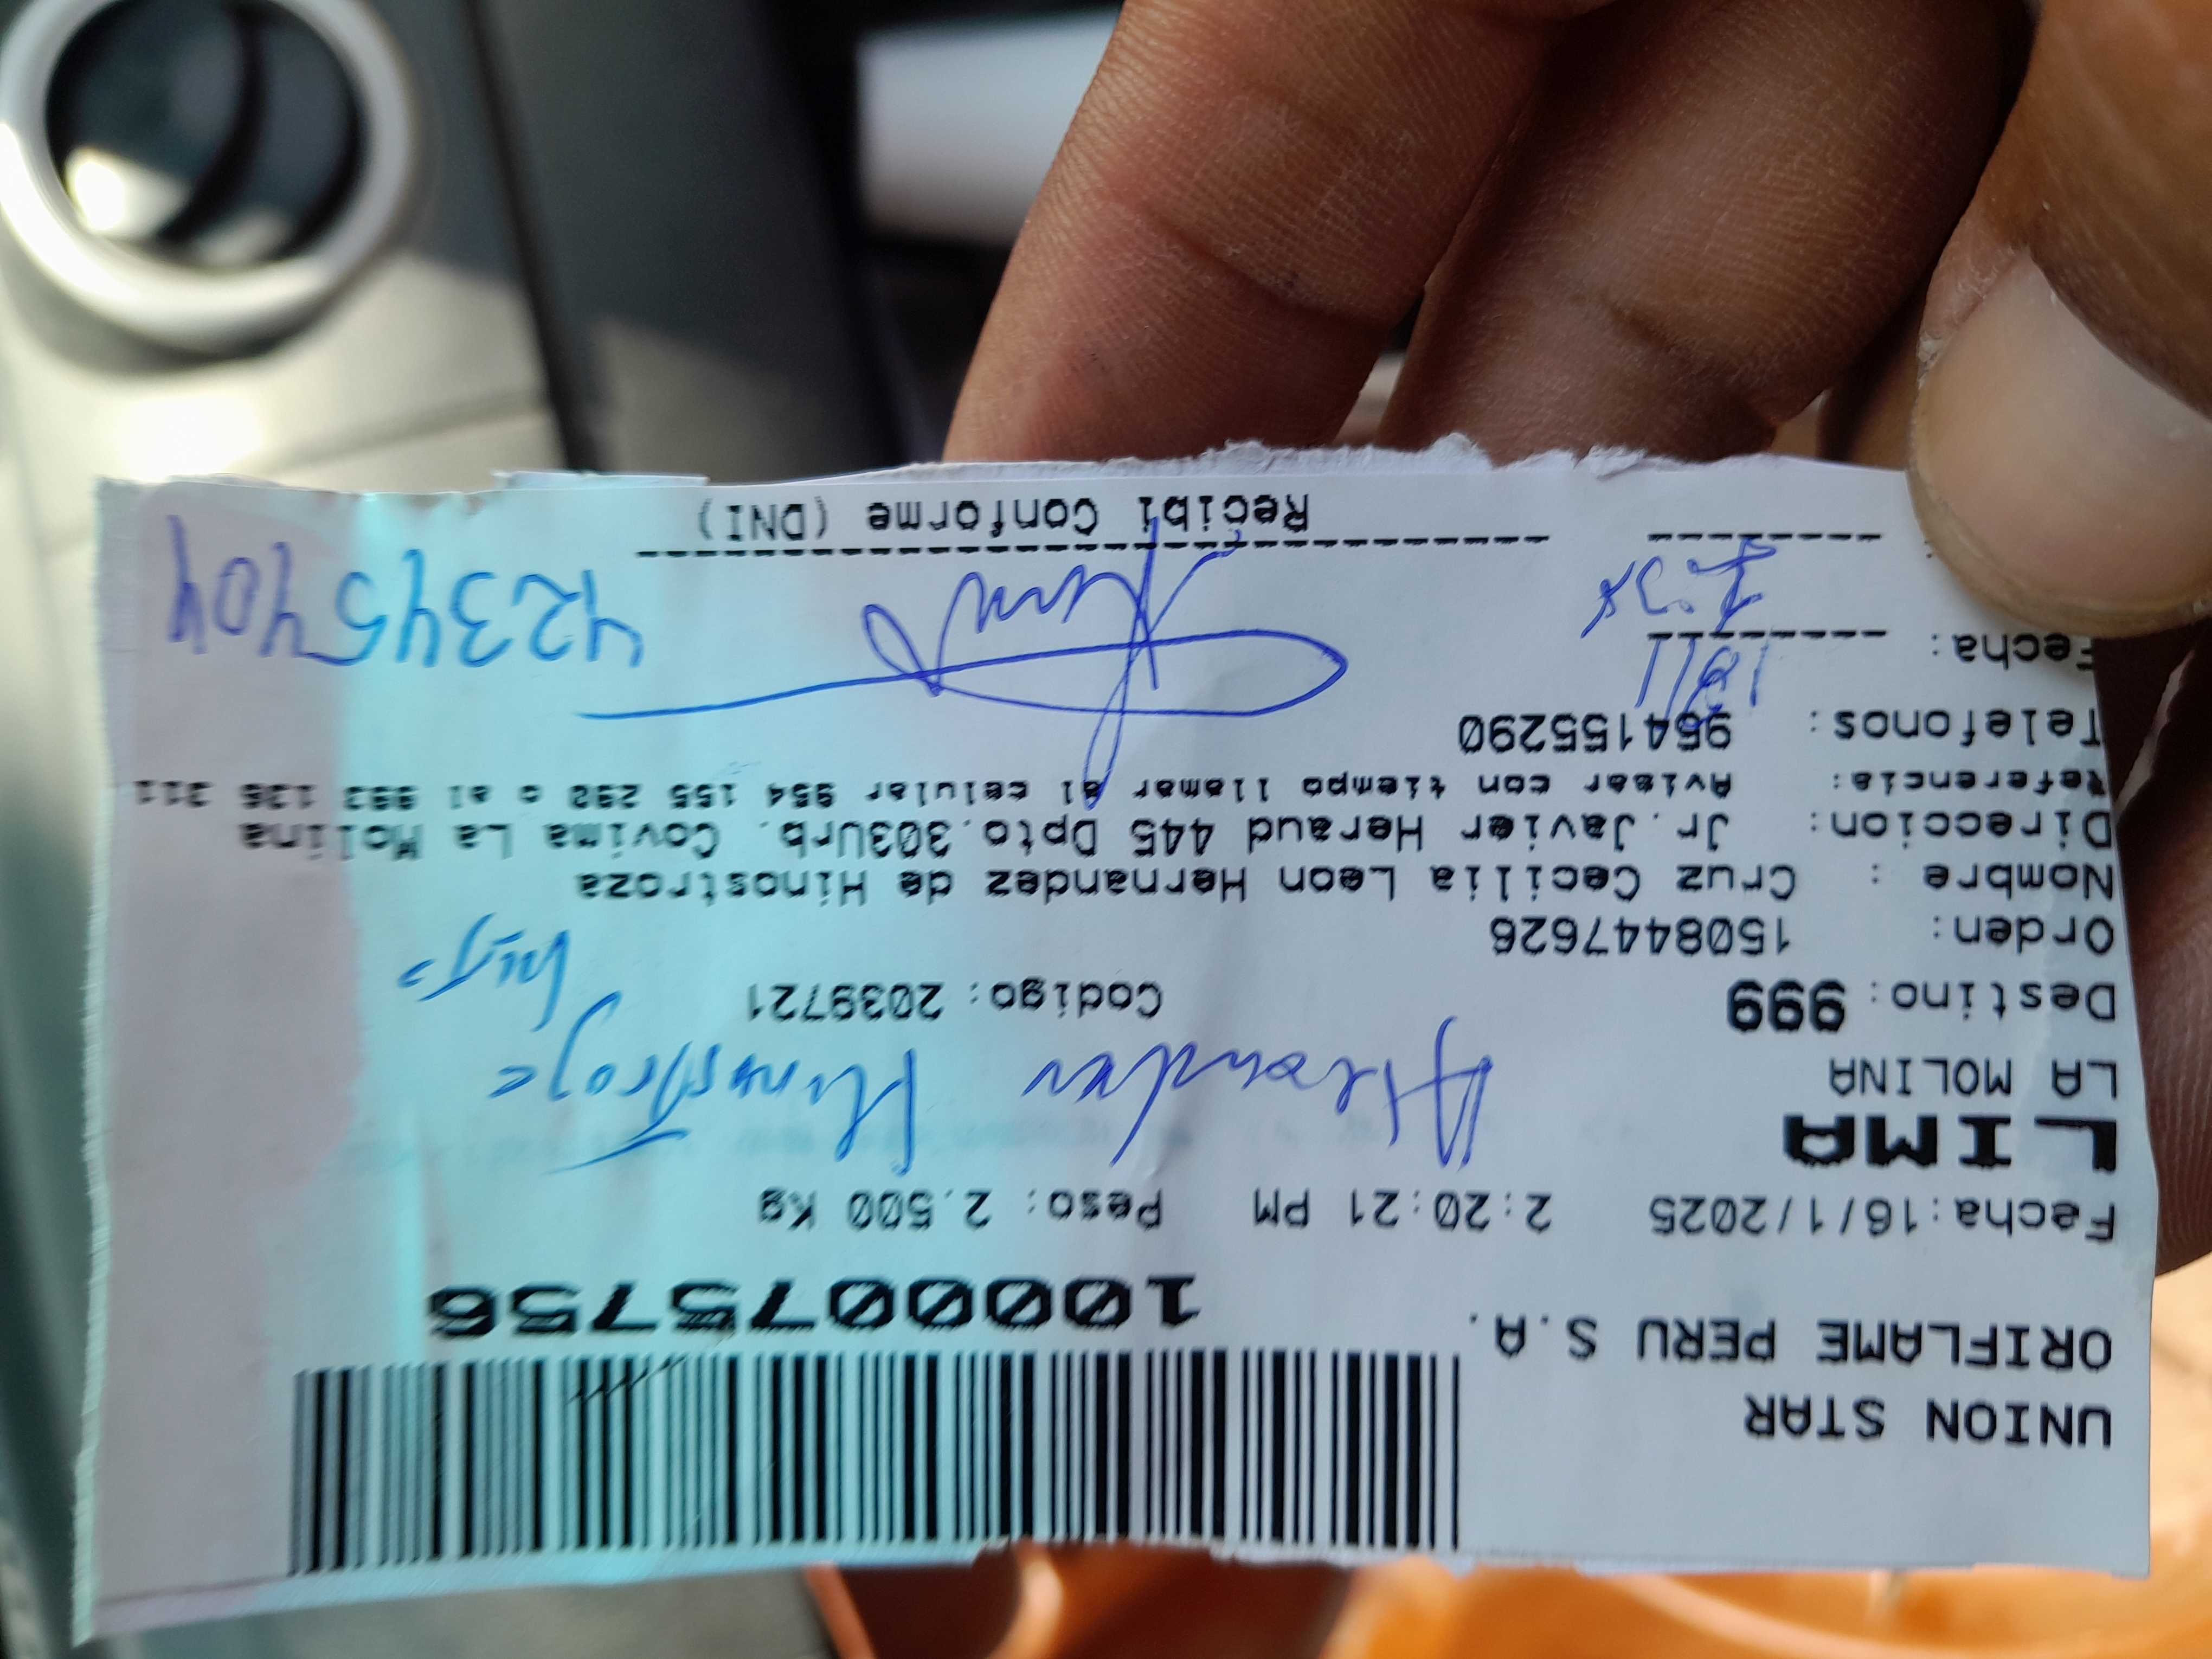 UNION STAR
ORIFLAME PERU S.A.
1000075756
Fecha:16/1/2025 2:20:21 PM Peso: 2.500 Kg
LIMA
LA MOLINA
Hinostroza
Destino: 999 Codigo: 2039721
hijo
Orden: 1508447626
Nombre : Cruz Cecilia Leon Hernandez de Hinostroza
Direccion: Jr.Javier Heraud 445 Dpto.303Urb. Covima La Molina
Referencia: Avisar con tiempo llamar al celular 954 155 290 o al 993 136 311
Telefonos: 954155290
Fecha: 42345404
Recibi Conforme (DNI)